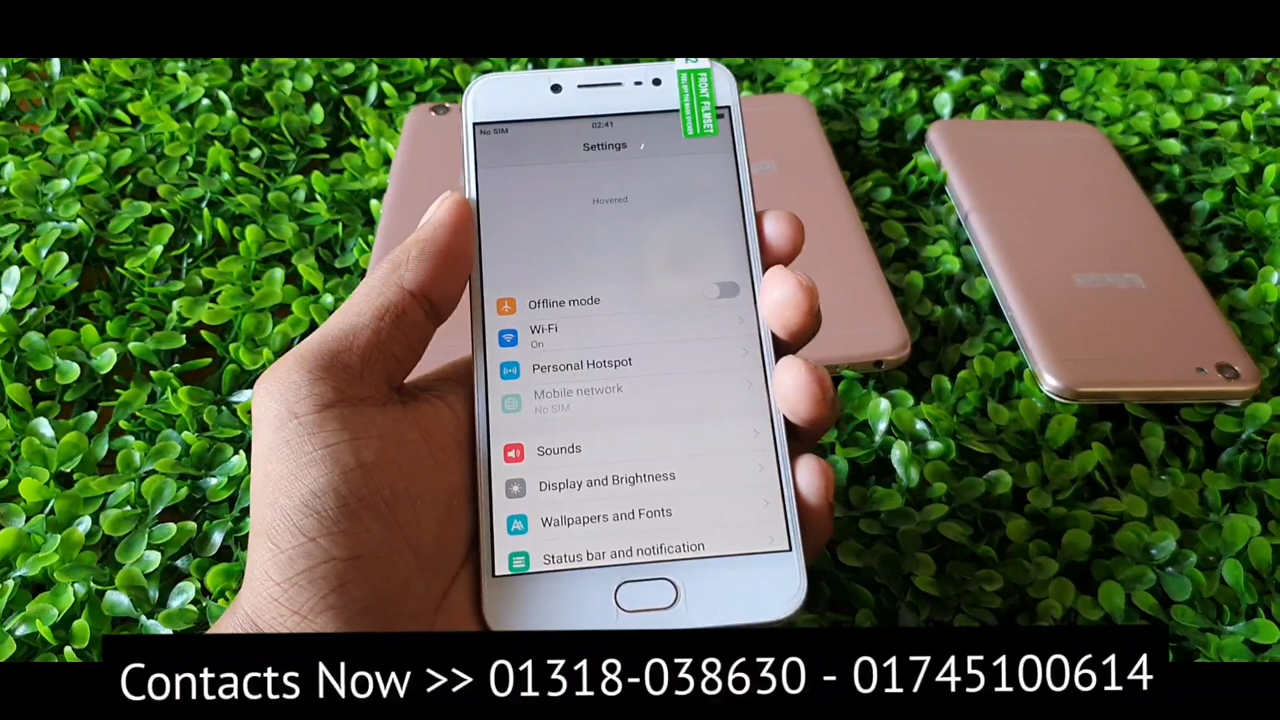 FRONT FILMSET
No SIM
02:41
Settings
Hovered
Offline mode
Wi-Fi
On
Personal Hotspot
Mobile network
No SIM
Sounds
Display and Brightness
Wallpapers and Fonts
Status bar and notification
Contacts Now >> 01318-038630 - 01745100614